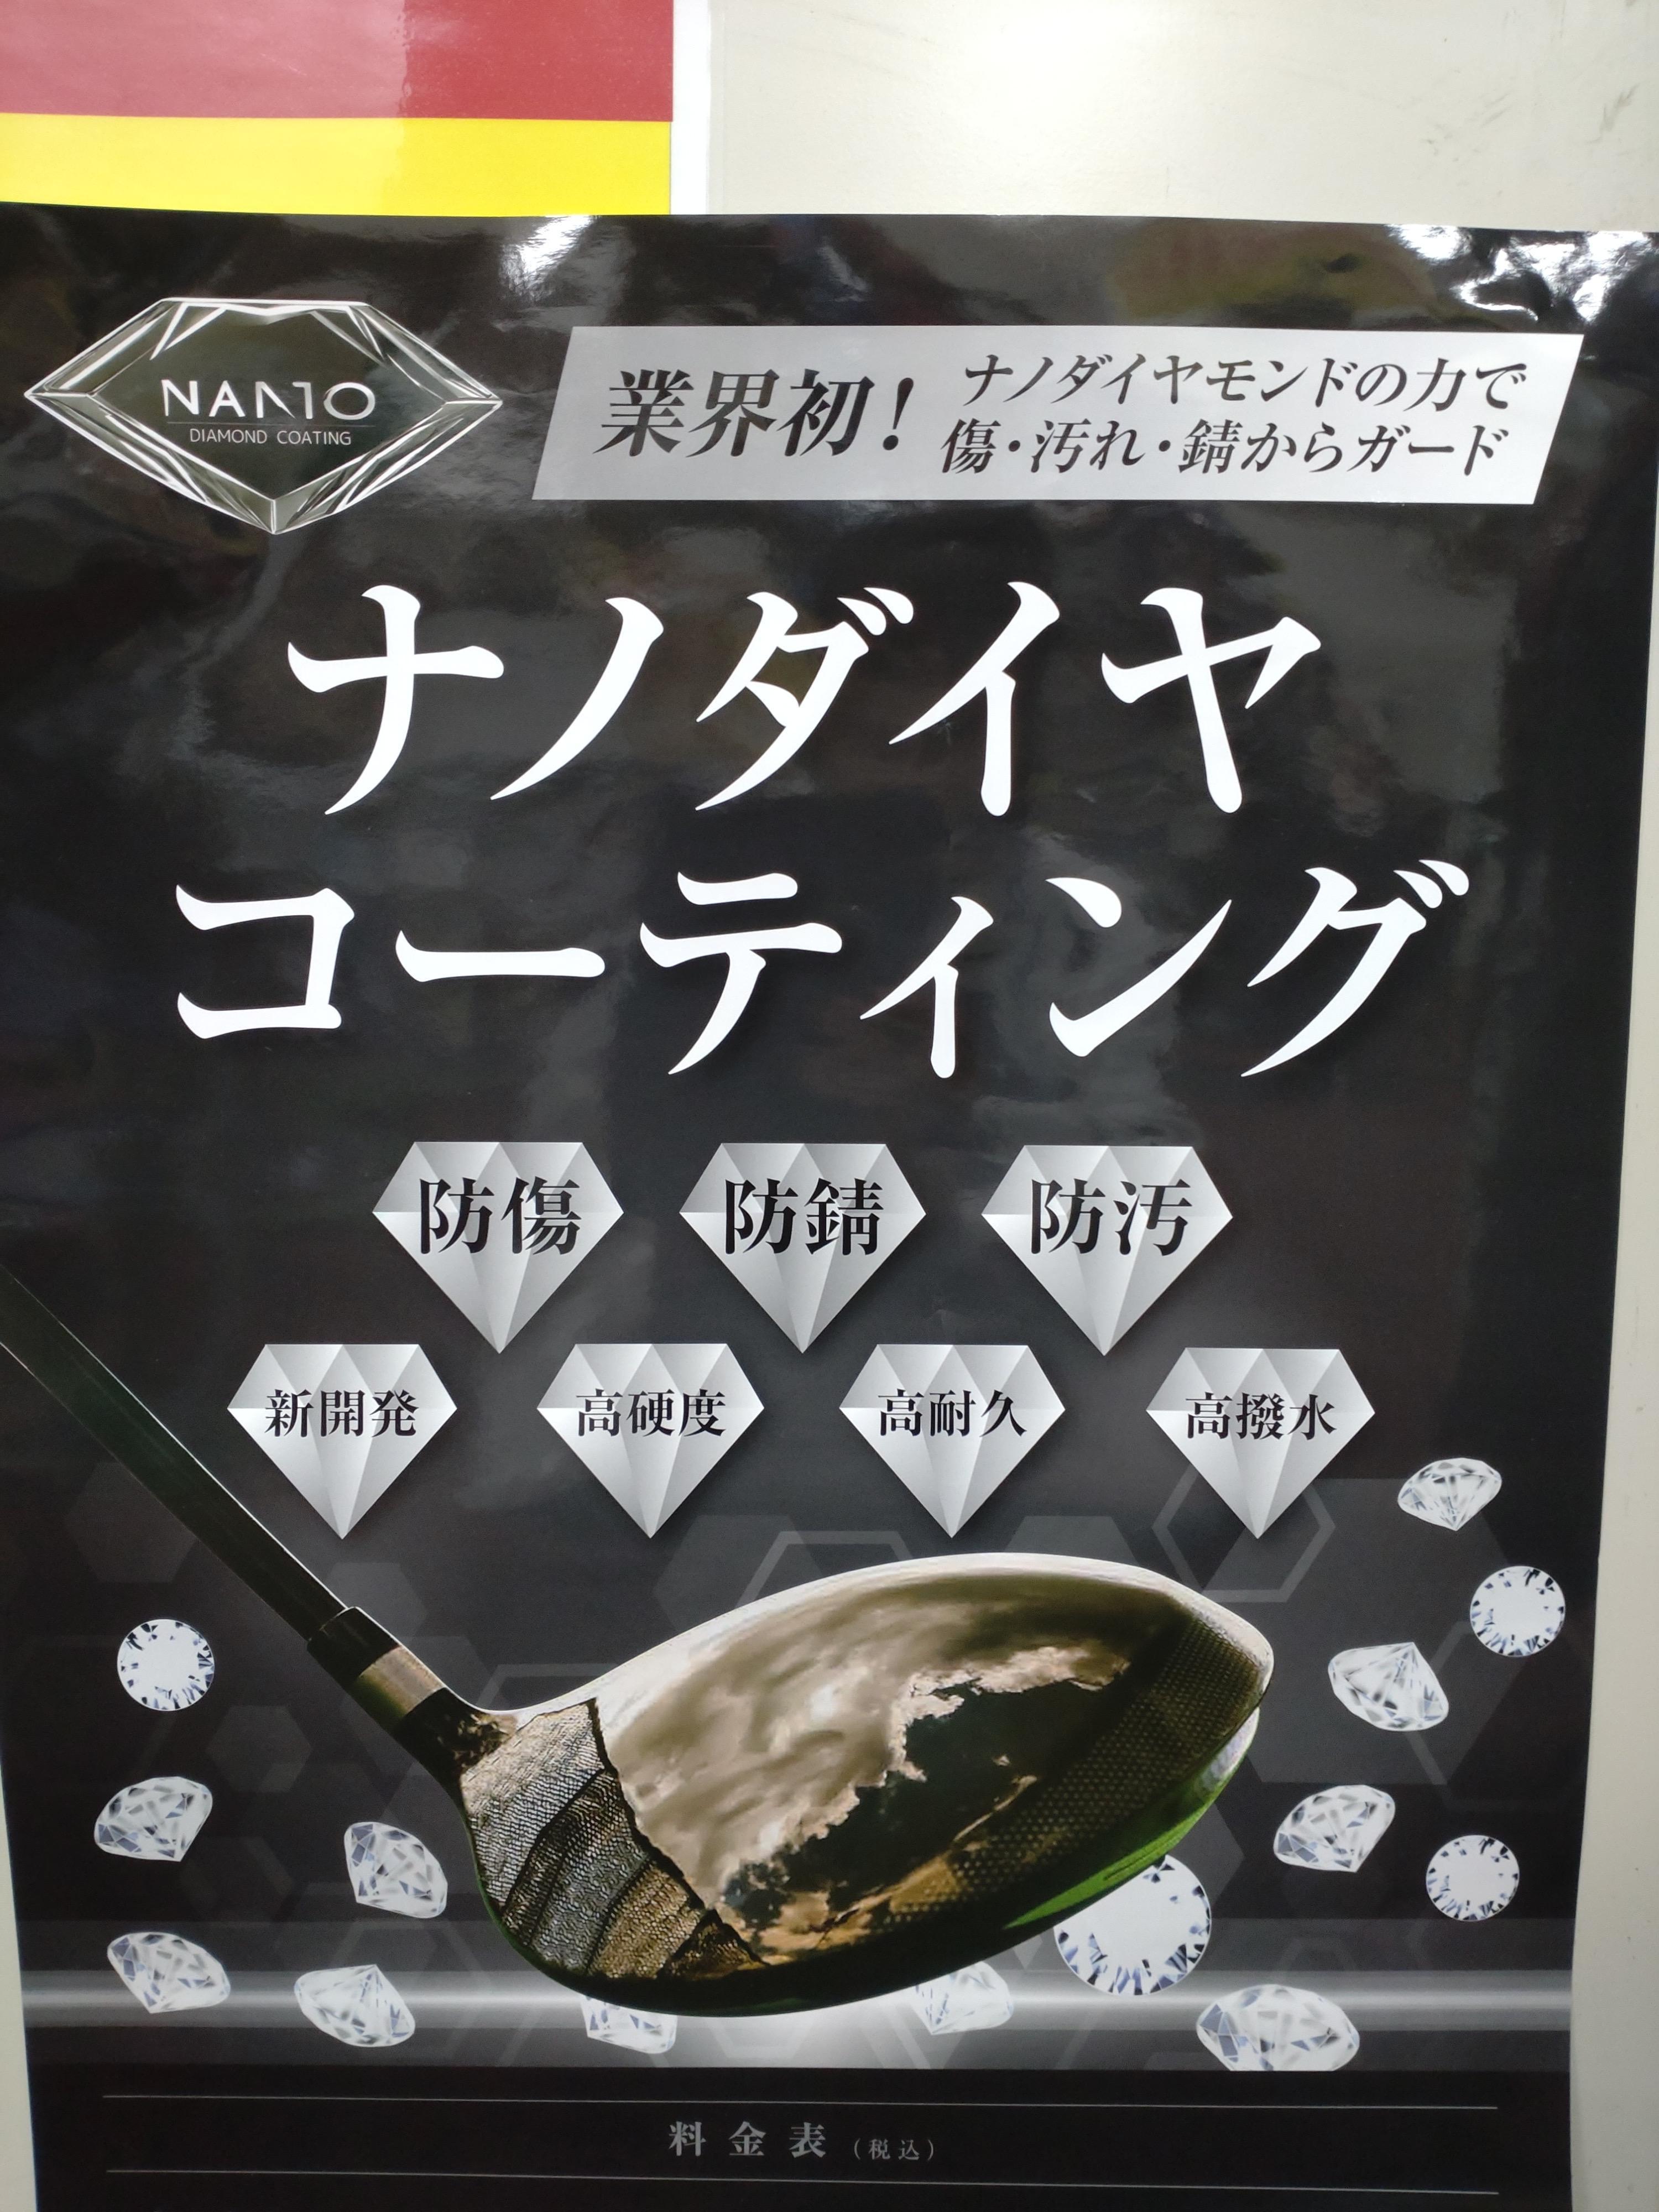 NANO
DIAMOND COATING
業界初！
ナノダイヤモンドの力で
傷・汚れ・錆からガード
ナノダイヤ
コーティング
防傷 防錆 防汚
新開発 高硬度 高耐久 高撥水
料金表（税込）